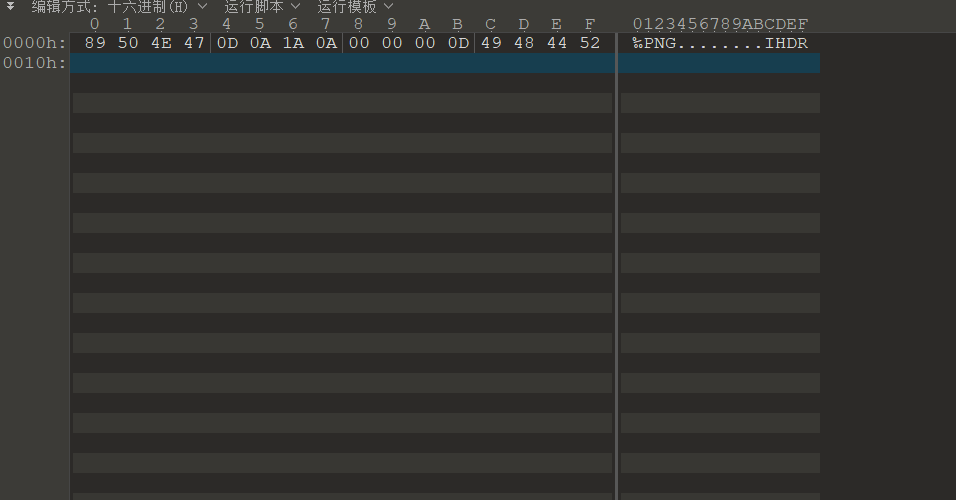 编辑方式: 十六进制(H) 运行脚本 运行模板
0 1 2 3 4 5 6 7 8 9 A B C D E F 0123456789ABCDEF
0000h: 89 50 4E 47 0D 0A 1A 0A 00 00 00 0D 49 48 44 52 ‰PNG........IHDR
0010h: